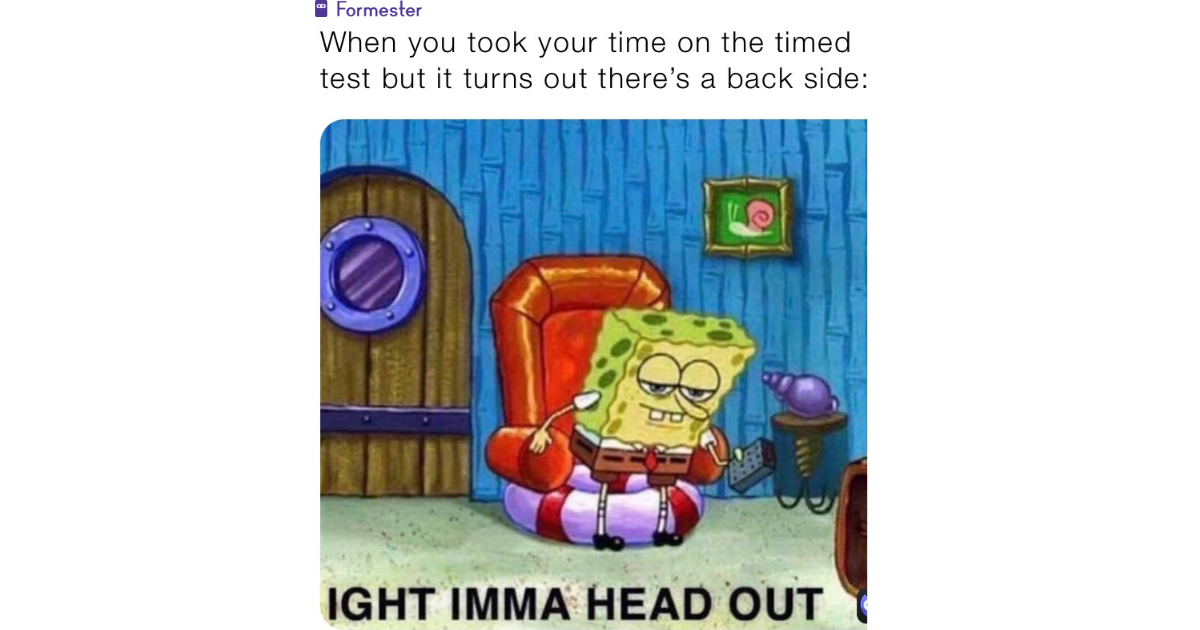 Formester
When you took your time on the timed
test but it turns out there’s a back side:
IGHT IMMA HEAD OUT